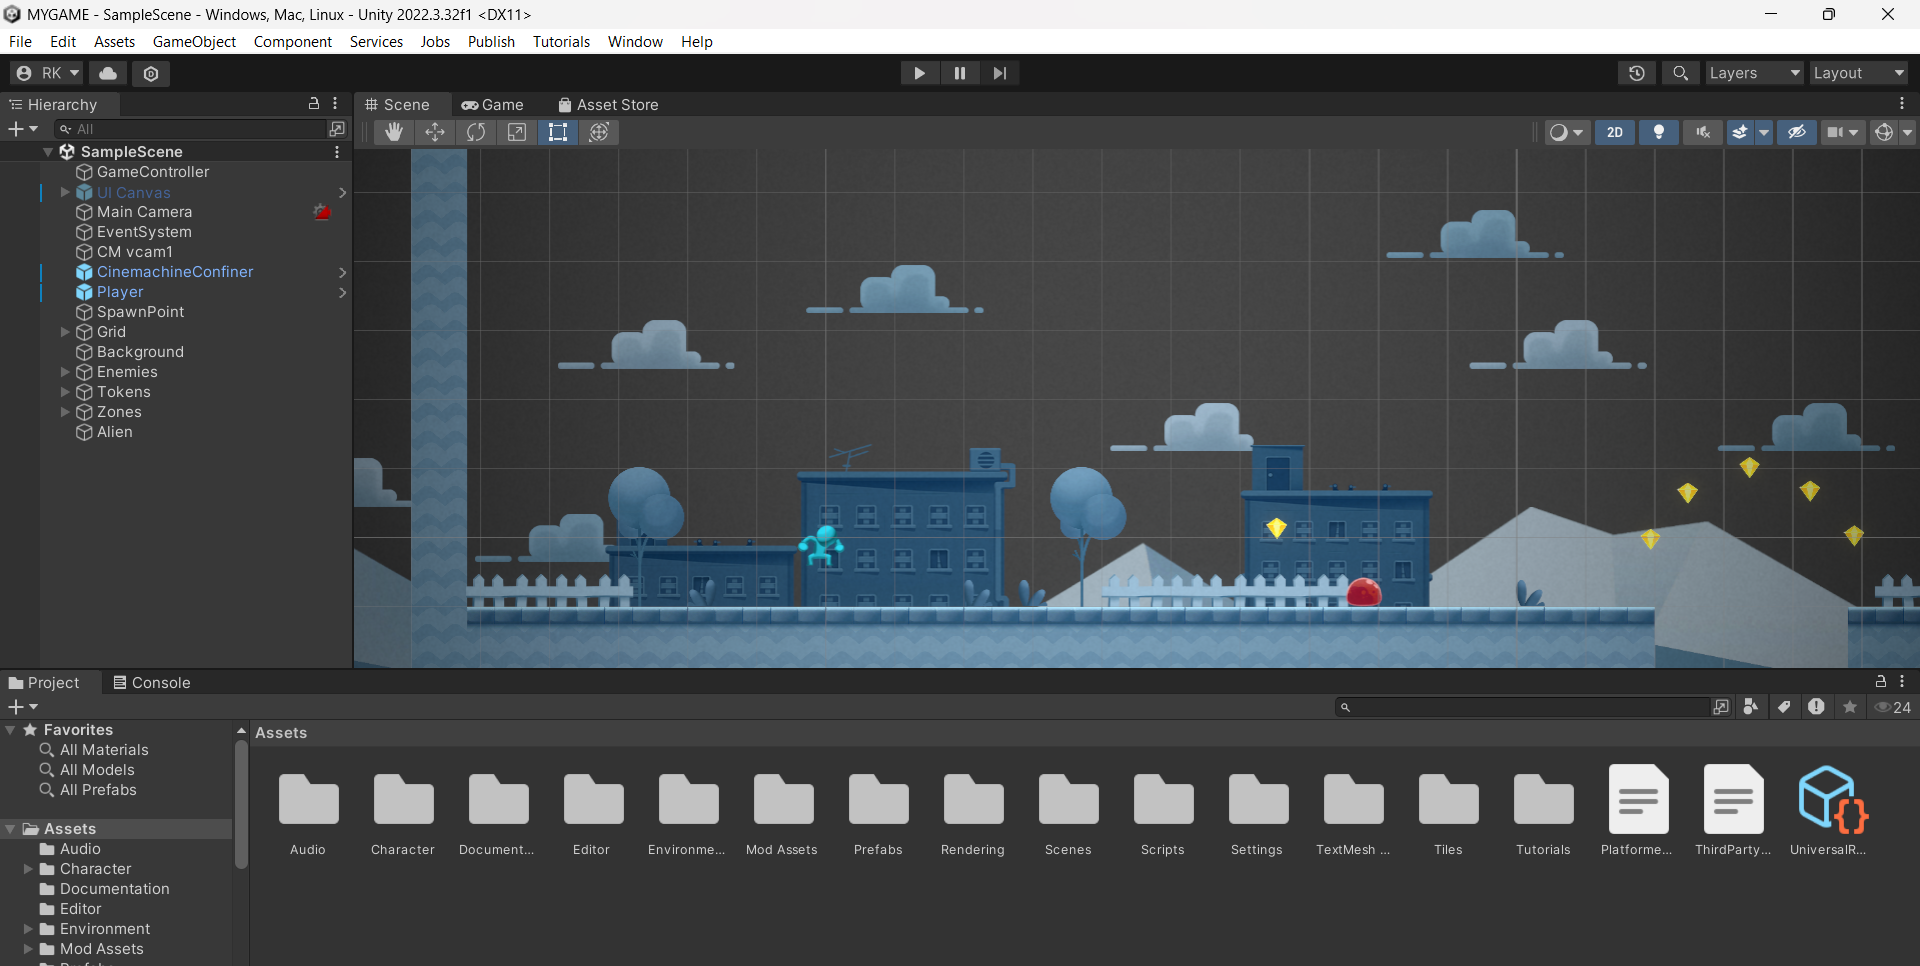 MYGAME - SampleScene - Windows, Mac, Linux - Unity 2022.3.32f1 <DX11>
File Edit Assets GameObject Component Services Jobs Publish Tutorials Window Help
RK Layers Layout
Hierarchy
Scene Game Asset Store
All
2D
SampleScene
GameController
UI Canvas
Main Camera
EventSystem
CM vcam1
CinemachineConfiner
Player
SpawnPoint
Grid
Background
Enemies
Tokens
Zones
Alien
Project Console
24
Favorites
All Materials
All Models
All Prefabs
Assets
Audio
Character
Documentation
Editor
Environment
Mod Assets
Assets
Audio Character Document... Editor Environme... Mod Assets Prefabs Rendering Scenes Scripts Settings TextMesh ... Tiles Tutorials Platforme... ThirdParty... UniversalR...